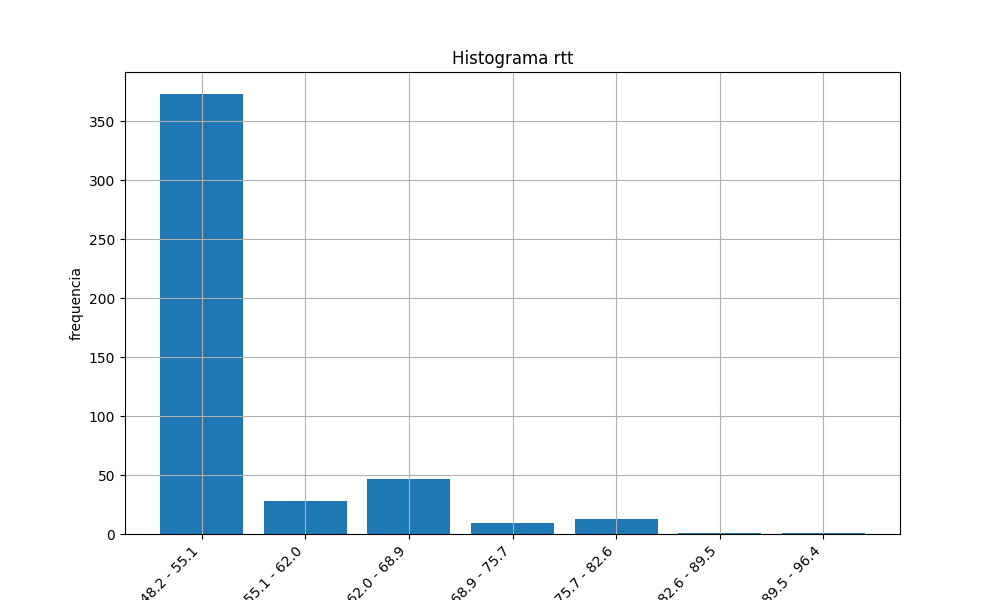 Histograma rtt
frequencia
350
300
250
200
150
100
50
0
48.2 - 55.1
55.1 - 62.0
62.0 - 68.9
68.9 - 75.7
75.7 - 82.6
82.6 - 89.5
89.5 - 96.4